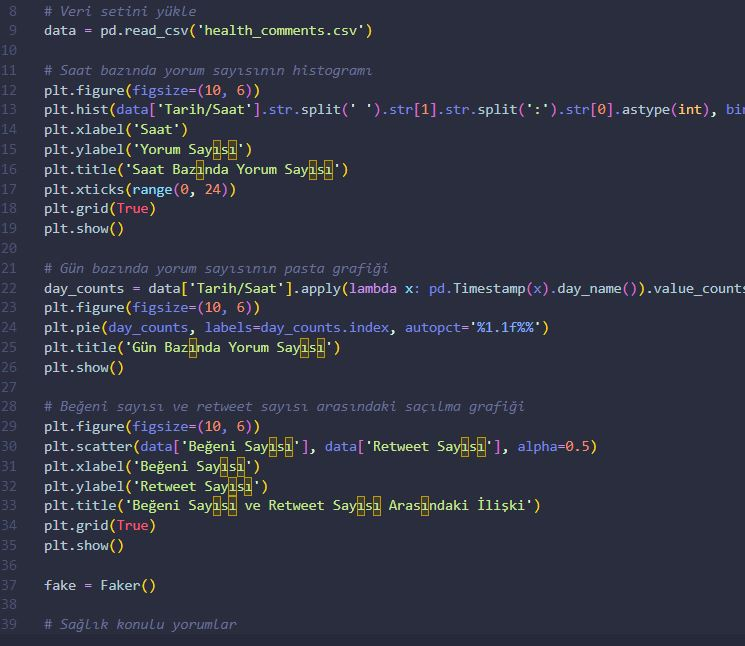 8 # Veri setini yükle
9 data = pd.read_csv('health_comments.csv')
10
11 # Saat bazında yorum sayısının histogramı
12 plt.figure(figsize=(10, 6))
13 plt.hist(data['Tarih/Saat'].str.split(' ').str[1].str.split(':').str[0].astype(int), bin
14 plt.xlabel('Saat')
15 plt.ylabel('Yorum Sayısı')
16 plt.title('Saat Bazında Yorum Sayısı')
17 plt.xticks(range(0, 24))
18 plt.grid(True)
19 plt.show()
20
21 # Gün bazında yorum sayısının pasta grafiği
22 day_counts = data['Tarih/Saat'].apply(lambda x: pd.Timestamp(x).day_name()).value_counts
23 plt.figure(figsize=(10, 6))
24 plt.pie(day_counts, labels=day_counts.index, autopct='%1.1f%%')
25 plt.title('Gün Bazında Yorum Sayısı')
26 plt.show()
27
28 # Beğeni sayısı ve retweet sayısı arasındaki saçılma grafiği
29 plt.figure(figsize=(10, 6))
30 plt.scatter(data['Beğeni Sayısı'], data['Retweet Sayısı'], alpha=0.5)
31 plt.xlabel('Beğeni Sayısı')
32 plt.ylabel('Retweet Sayısı')
33 plt.title('Beğeni Sayısı ve Retweet Sayısı Arasındaki İlişki')
34 plt.grid(True)
35 plt.show()
36
37 fake = Faker()
38
39 # Sağlık konulu yorumlar